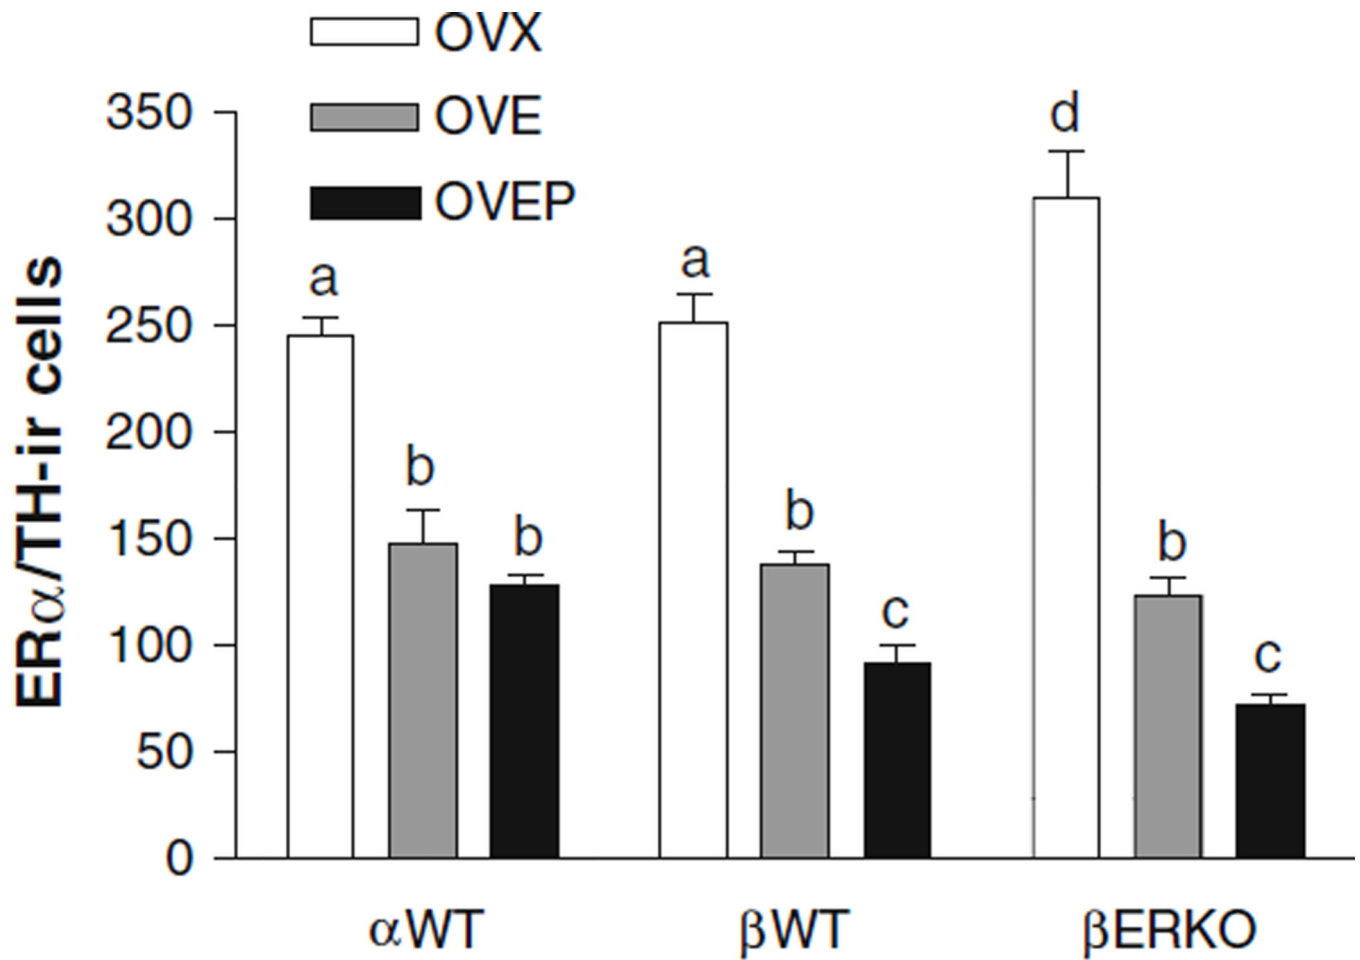 OVX
OVE
OVEP
ERα/TH-ir cells
350
300
250
200
150
100
50
0
a
b
b
a
b
c
d
b
c
αWT
βWT
βERKO